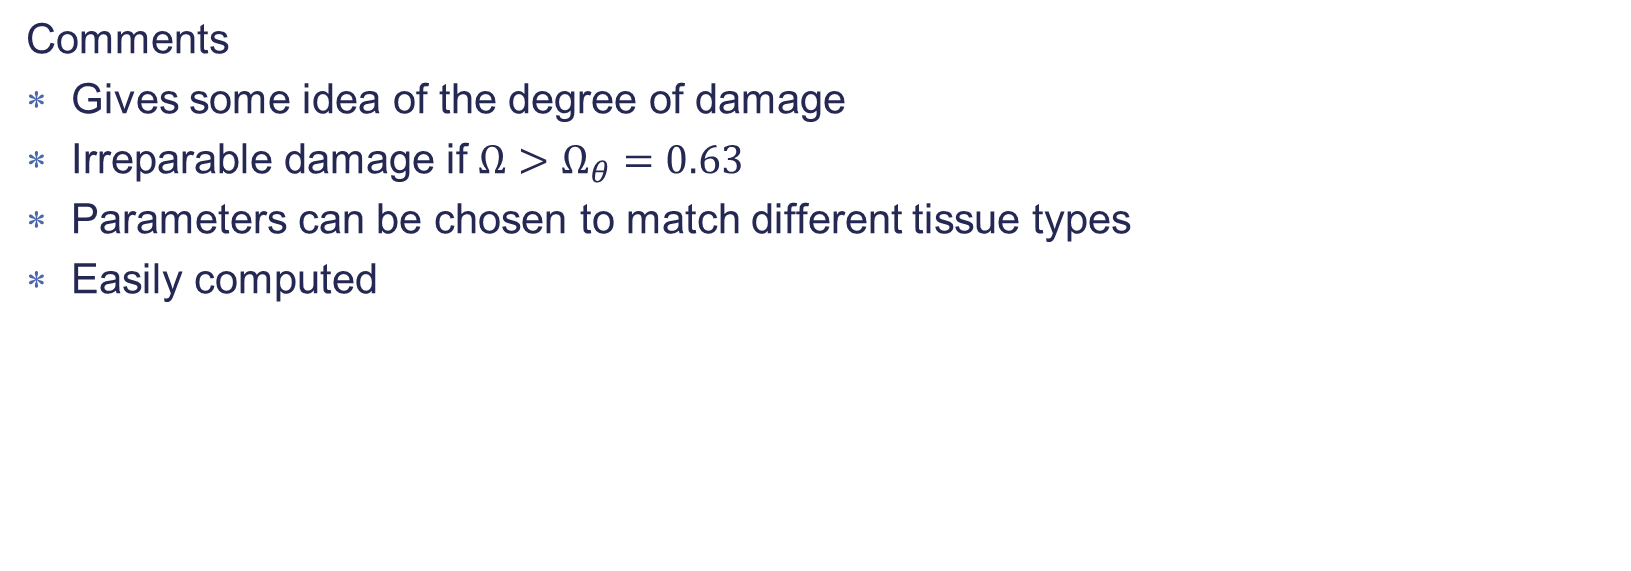 Comments
* Gives some idea of the degree of damage
* Irreparable damage if Ω > Ω_θ = 0.63
* Parameters can be chosen to match different tissue types
* Easily computed